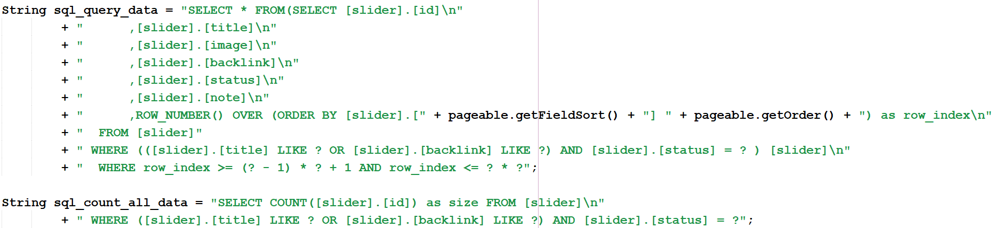 String sql_query_data = "SELECT * FROM(SELECT [slider].[id]\n"
+ "      ,[slider].[title]\n"
+ "      ,[slider].[image]\n"
+ "      ,[slider].[backlink]\n"
+ "      ,[slider].[status]\n"
+ "      ,[slider].[note]\n"
+ "      ,ROW_NUMBER() OVER (ORDER BY [slider].[" + pageable.getFieldSort() + "] " + pageable.getOrder() + ") as row_index\n"
+ "  FROM [slider]"
+ " WHERE (([slider].[title] LIKE ? OR [slider].[backlink] LIKE ?) AND [slider].[status] = ? ) [slider]\n"
+ "  WHERE row_index >= (? - 1) * ? + 1 AND row_index <= ? * ?";
String sql_count_all_data = "SELECT COUNT([slider].[id]) as size FROM [slider]\n"
+ " WHERE ([slider].[title] LIKE ? OR [slider].[backlink] LIKE ?) AND [slider].[status] = ?";